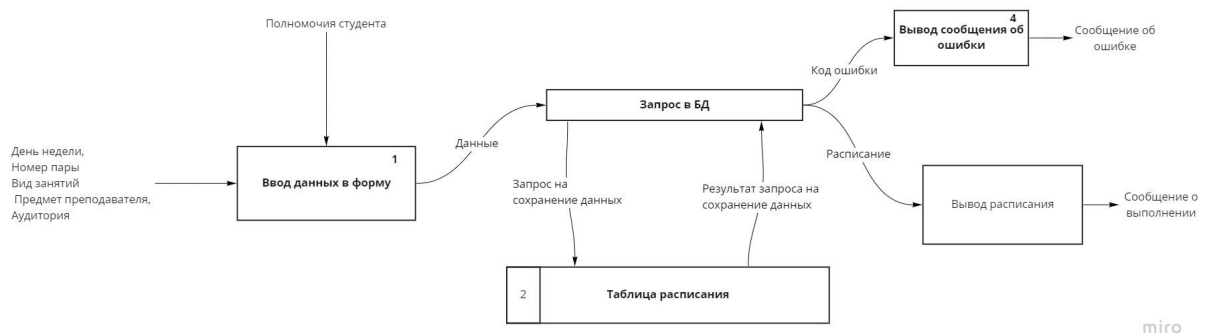 Полномочия студента
4
Вывод сообщения об
ошибки
Сообщение об
ошибке
Код ошибки
Запрос в БД
День недели,
Номер пары
Вид занятий
Предмет преподавателя,
Аудитория
1
Ввод данных в форму
Данные
Запрос на
сохранение данных
Результат запроса на
сохранение данных
Расписание
Вывод расписания
Сообщение о
выполнении
2
Таблица расписания
miro